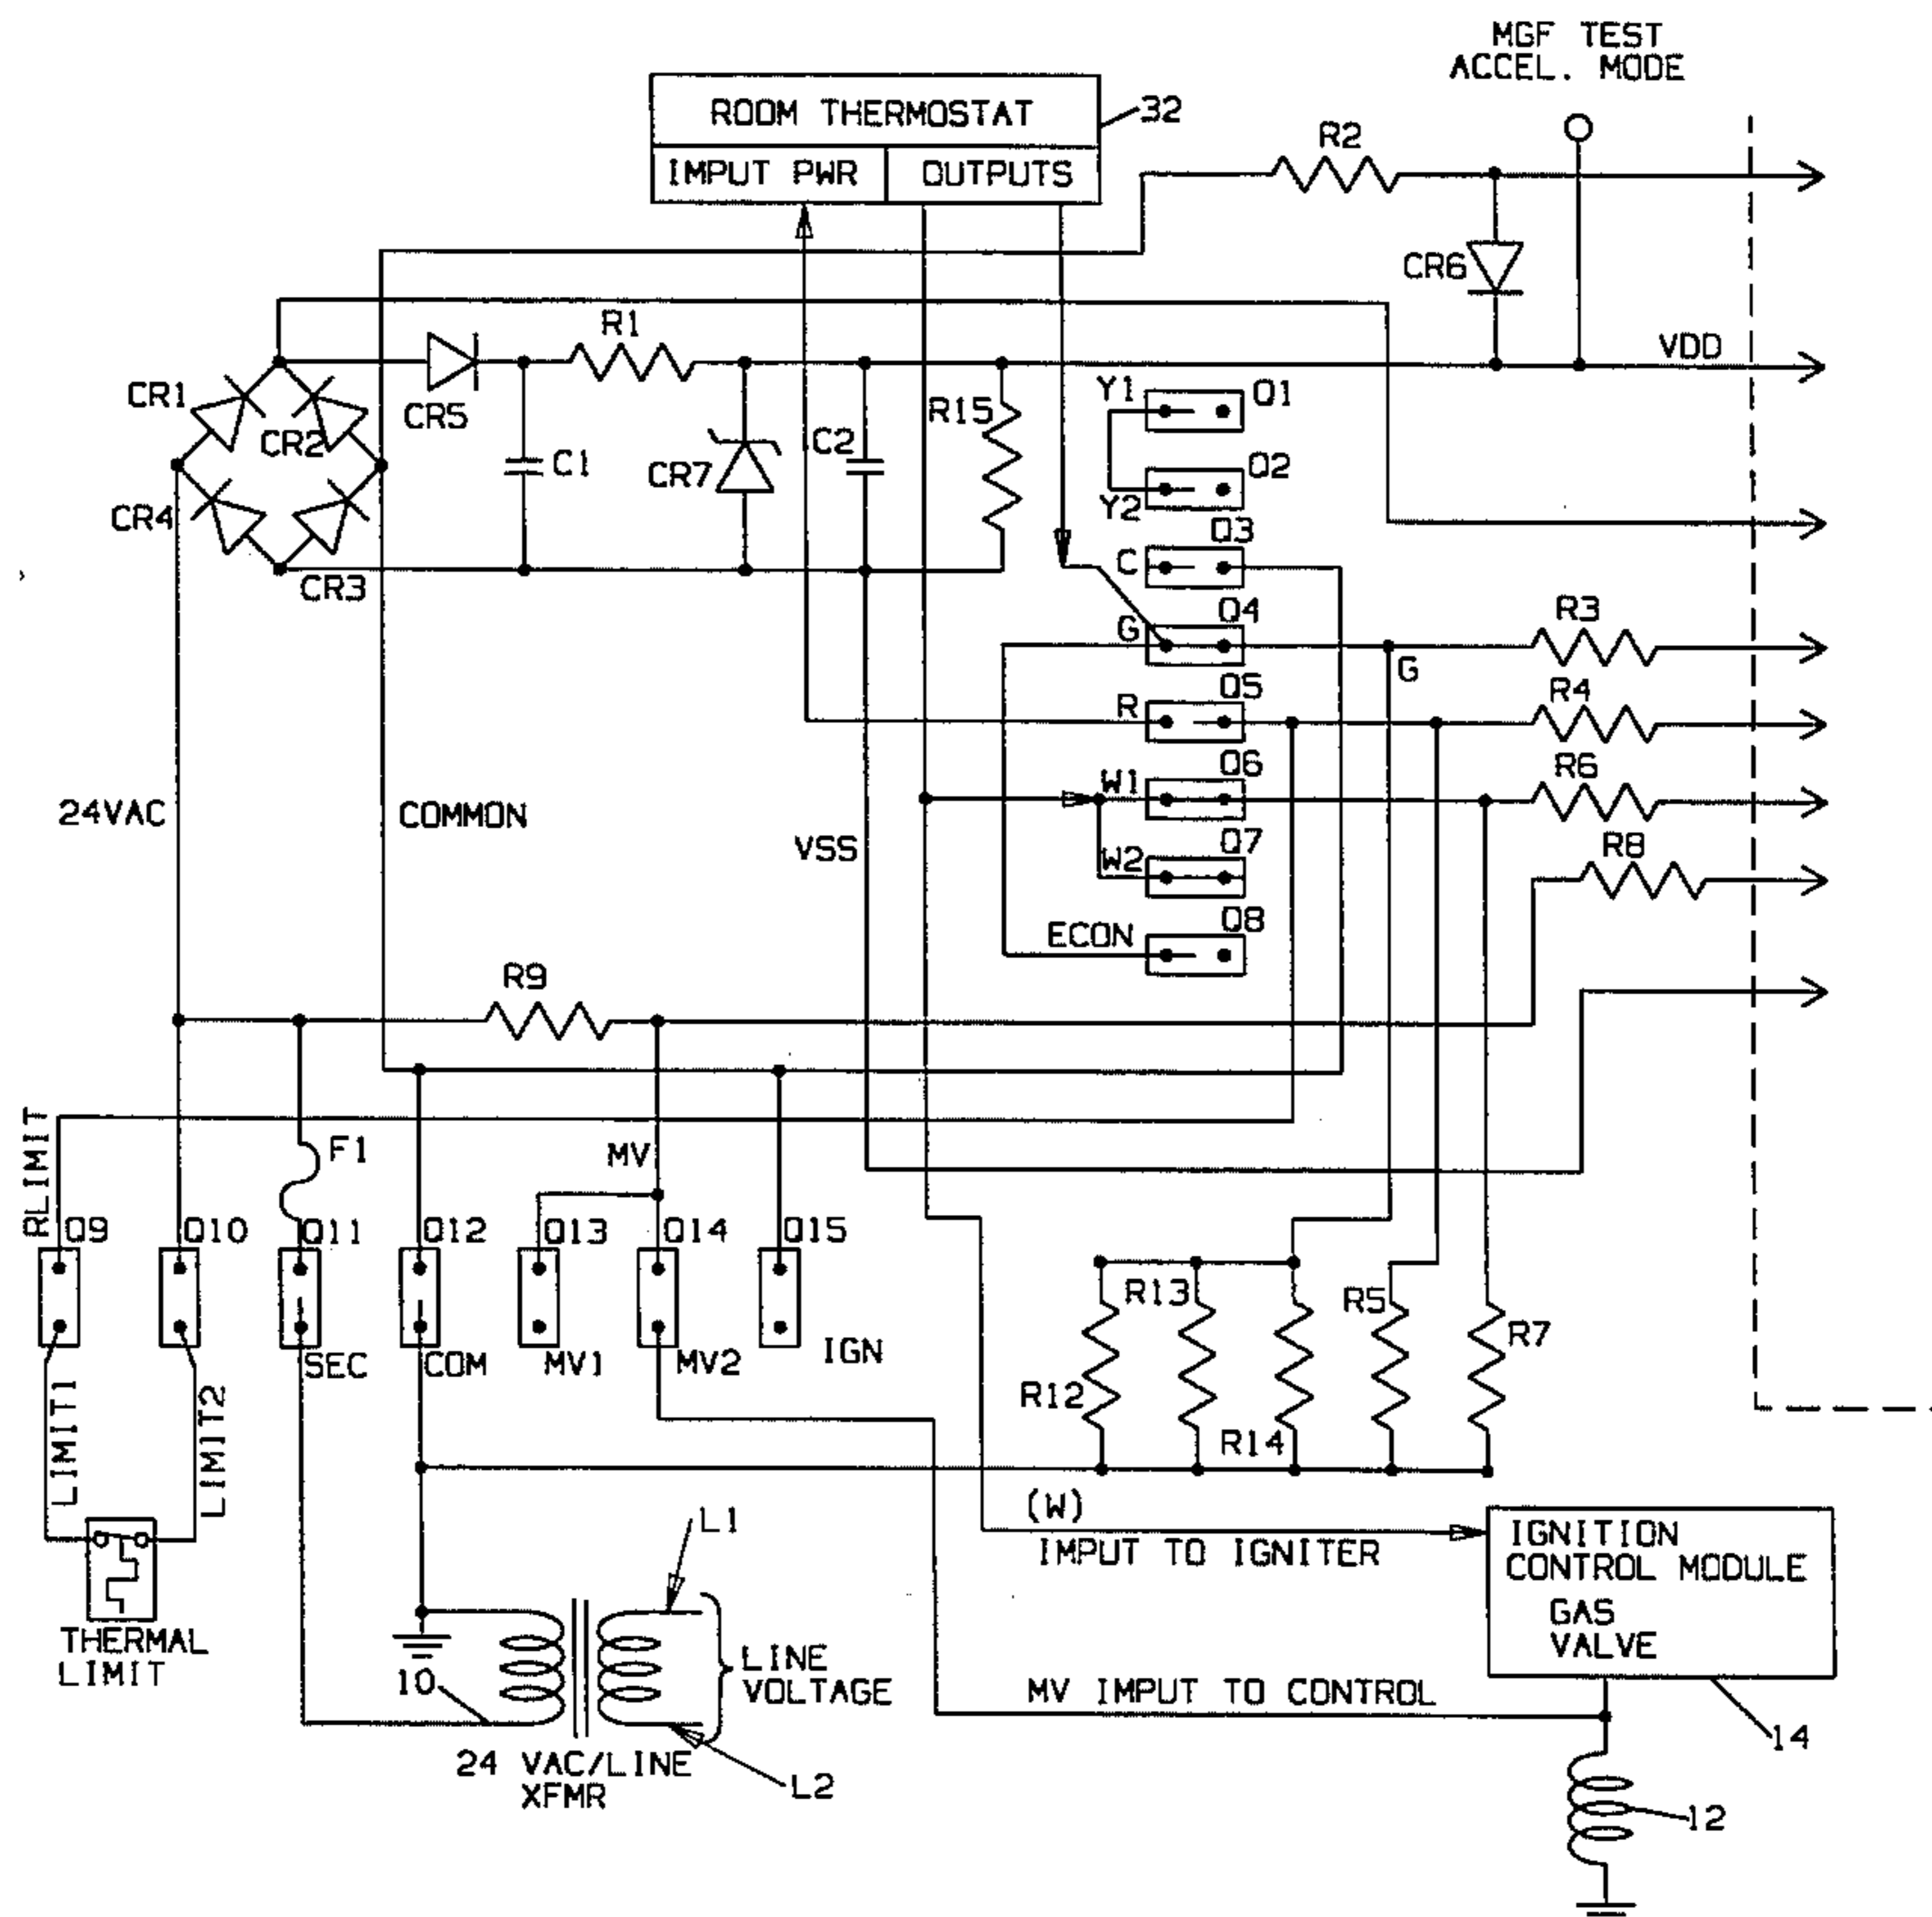 MGF TEST
ACCEL. MODE
ROOM THERMOSTAT
32
IMPUT PWR
OUTPUTS
R2
CR6
R1
VDD
CR1
CR2
CR5
R15
Y1
Q1
CR7
C2
C1
Q2
Y2
CR4
CR3
Q3
C
Q4
G
R3
G
Q5
R
R4
Q6
W1
R6
24VAC
COMMON
VSS
Q7
W2
R8
Q8
ECON
R9
RLIMIT
F1
MV
Q9
Q10
Q11
Q12
Q13
Q14
Q15
SEC
COM
MV1
MV2
IGN
R13
R5
R7
R12
R14
LIMIT1
LIMIT2
(W)
IMPUT TO IGNITER
L1
IGNITION
CONTROL MODULE
GAS
VALVE
THERMAL
LIMIT
10
LINE
VOLTAGE
MV IMPUT TO CONTROL
14
24 VAC/LINE
XFMR
L2
12